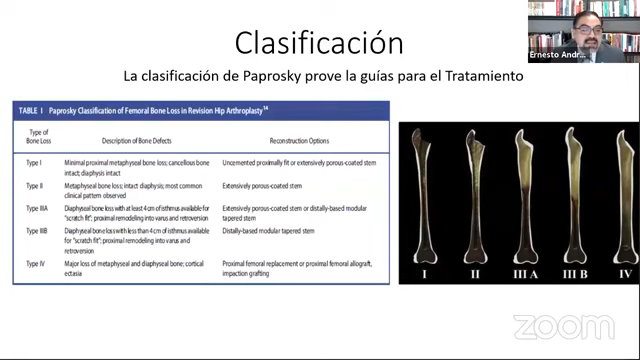 Clasificación
La clasificación de Paprosky prove la guías para el Tratamiento
Ernesto Andr...
TABLE I Paprosky Classification of Femoral Bone Loss in Revision Hip Arthroplasty
Type of
Bone Loss
Description of Bone Defects
Reconstruction Options
Type I
Minimal proximal metaphyseal bone loss; cancellous bone
intact; diaphysis intact
Uncemented proximally fit or extensively porous-coated stem
Type II
Metaphyseal bone loss; intact diaphysis; most common
clinical pattern observed
Extensively porous-coated stem
Type IIIA
Diaphyseal bone loss with at least 4 cm of isthmus available for
"scratch fit"; proximal remodeling into varus and retroversion
Extensively porous-coated stem or distally-based modular
tapered stem
Type IIIB
Diaphyseal bone loss with less than 4 cm of isthmus available
for "scratch fit"; proximal remodeling into varus and
retroversion
Distally-based modular tapered stem
Type IV
Major loss of metaphyseal and diaphyseal bone; cortical
ectasia
Proximal femoral replacement or proximal femoral allograft,
impaction grafting
I II III A III B IV
zoom